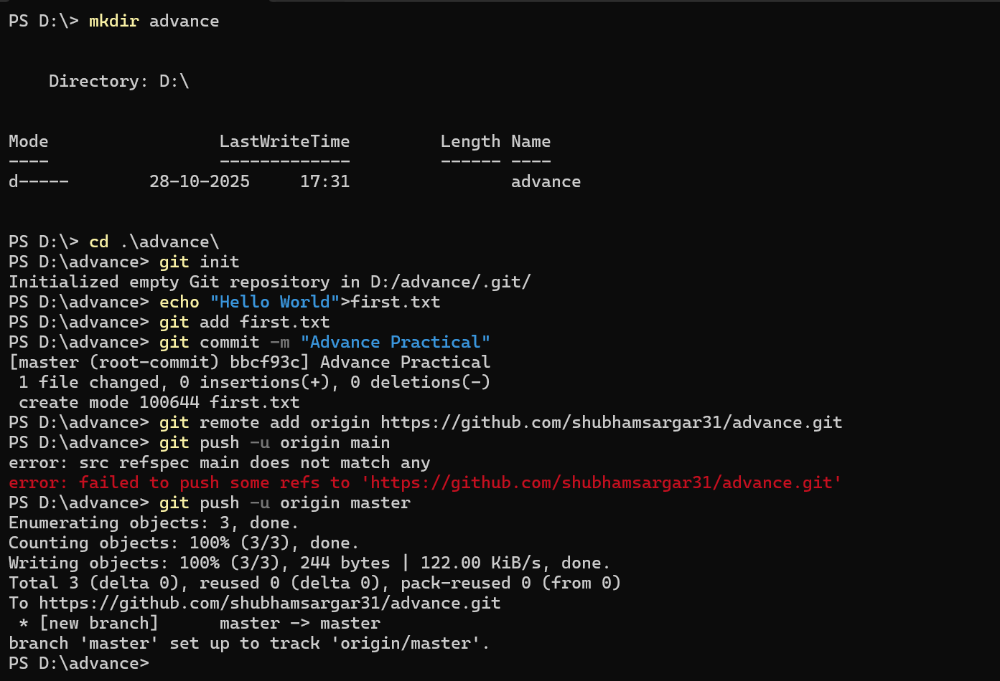 PS D:\> mkdir advance
Directory: D:\
Mode                 LastWriteTime         Length Name
----                 -------------         ------ ----
d-----        28-10-2025     17:31                advance
PS D:\> cd .\advance\
PS D:\advance> git init
Initialized empty Git repository in D:/advance/.git/
PS D:\advance> echo "Hello World">first.txt
PS D:\advance> git add first.txt
PS D:\advance> git commit -m "Advance Practical"
[master (root-commit) bbcf93c] Advance Practical
 1 file changed, 0 insertions(+), 0 deletions(-)
 create mode 100644 first.txt
PS D:\advance> git remote add origin https://github.com/shubhamsargar31/advance.git
PS D:\advance> git push -u origin main
error: src refspec main does not match any
error: failed to push some refs to 'https://github.com/shubhamsargar31/advance.git'
PS D:\advance> git push -u origin master
Enumerating objects: 3, done.
Counting objects: 100% (3/3), done.
Writing objects: 100% (3/3), 244 bytes | 122.00 KiB/s, done.
Total 3 (delta 0), reused 0 (delta 0), pack-reused 0 (from 0)
To https://github.com/shubhamsargar31/advance.git
 * [new branch]      master -> master
branch 'master' set up to track 'origin/master'.
PS D:\advance>